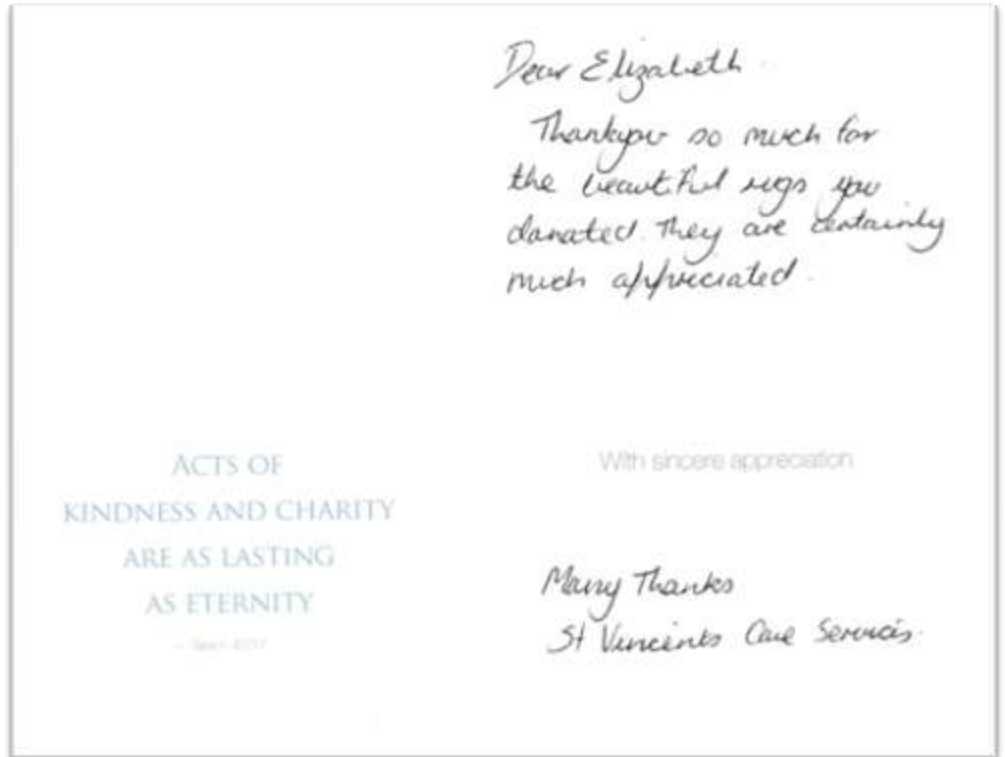 ACTS OF
KINDNESS AND CHARITY
ARE AS LASTING
AS ETERNITY
Dear Elizabeth
Thankyou so much for
the beautiful rugs you
donated. They are certainly
much appreciated.
With sincere appreciation
Many Thanks
St Vincents Care Services